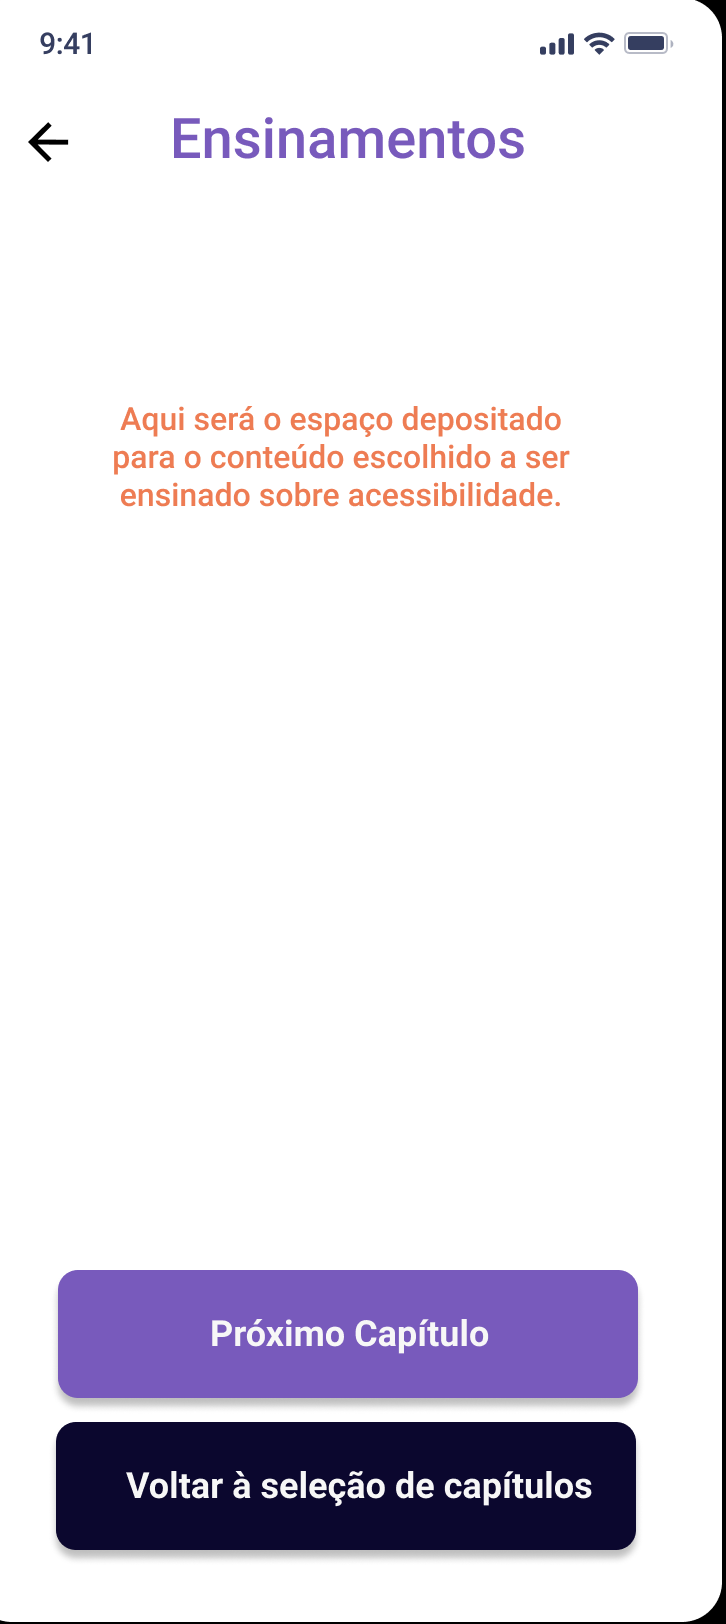 9:41
Ensinamentos
Aqui será o espaço depositado
para o conteúdo escolhido a ser
ensinado sobre acessibilidade.
Próximo Capítulo
Voltar à seleção de capítulos